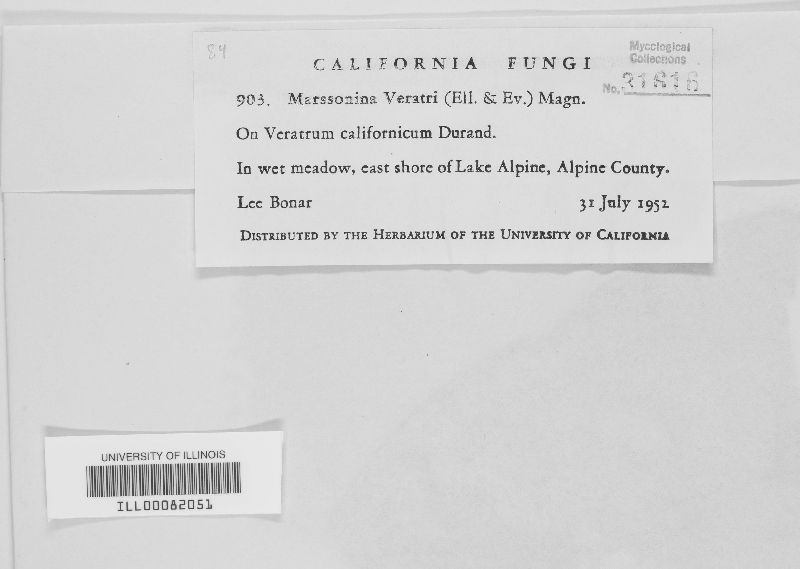 84
CALIFORNIA FUNGI
Mycological
Collections
No. 31616
903. Marssonina Veratri (Ell. & Ev.) Magn.
On Veratrum californicum Durand.
In wet meadow, east shore of Lake Alpine, Alpine County.
Lee Bonar 31 July 1952
DISTRIBUTED BY THE HERBARIUM OF THE UNIVERSITY OF CALIFORNIA
UNIVERSITY OF ILLINOIS
ILL00082051